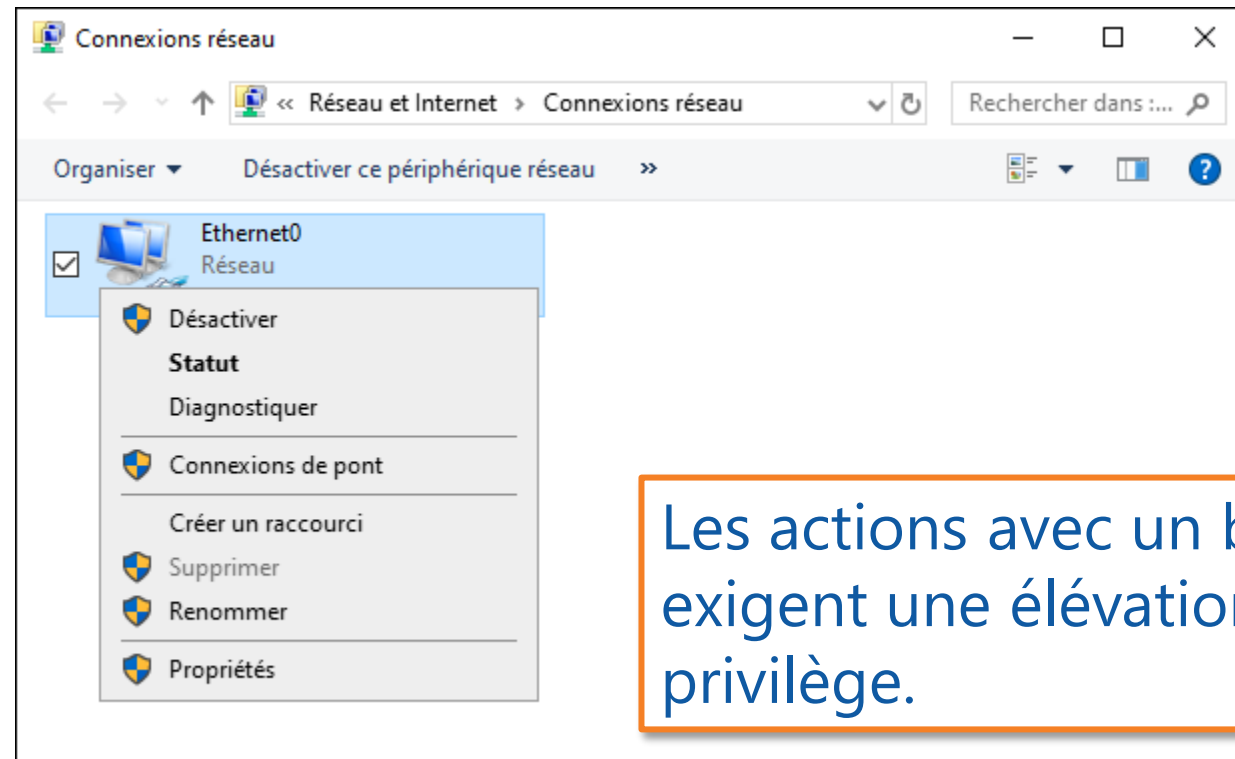 Connexions réseau
« Réseau et Internet > Connexions réseau
Rechercher dans :...
Organiser
Désactiver ce périphérique réseau
»
Ethernet0
Réseau
Désactiver
Statut
Diagnostiquer
Connexions de pont
Créer un raccourci
Supprimer
Renommer
Propriétés
Les actions avec un
exigent une
privilège.